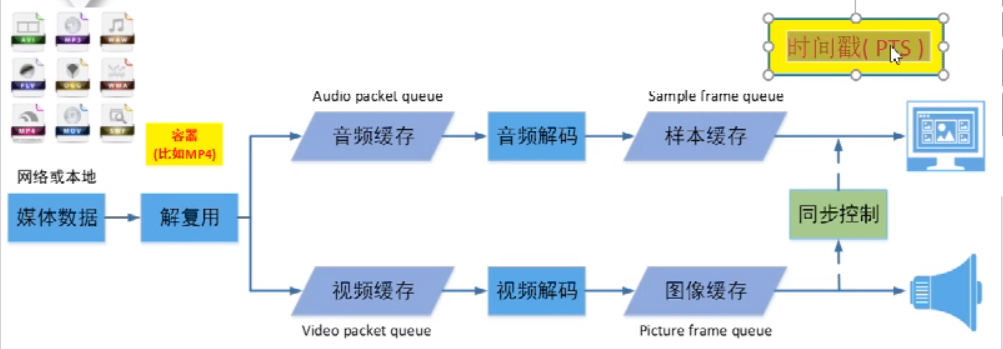 AVI
MP3
WAW
FLV
OGG
WMA
MP4
MOV
SWF
时间戳( PTS )
容器
(比如MP4)
Audio packet queue
Sample frame queue
音频缓存
音频解码
样本缓存
网络或本地
媒体数据
解复用
同步控制
视频缓存
视频解码
图像缓存
Video packet queue
Picture frame queue